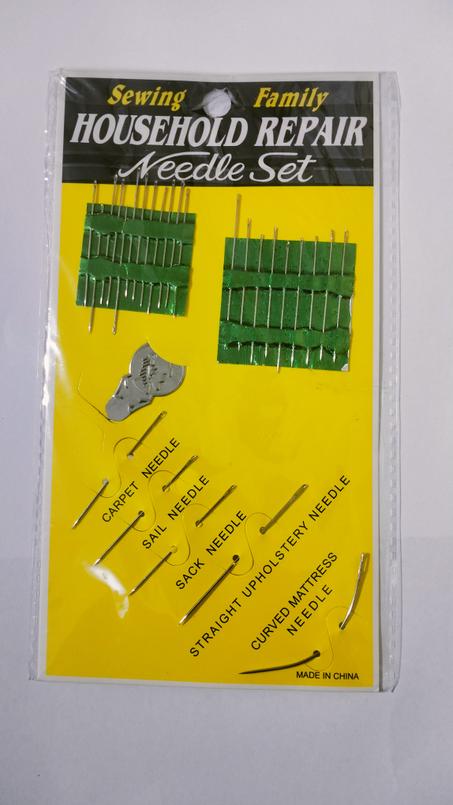 Sewing Family
HOUSEHOLD REPAIR
Needle Set
CARPET NEEDLE
SAIL NEEDLE
SACK NEEDLE
STRAIGHT UPHOLSTERY NEEDLE
CURVED MATTRESS
NEEDLE
MADE IN CHINA